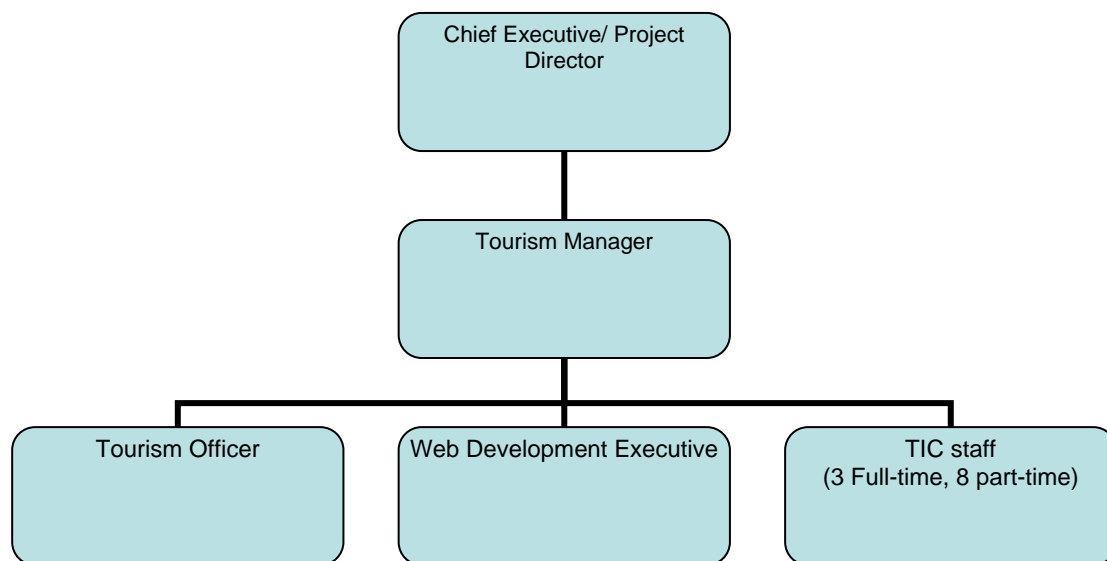 Chief Executive/ Project
Director
Tourism Manager
Tourism Officer
Web Development Executive
TIC staff
(3 Full-time, 8 part-time)